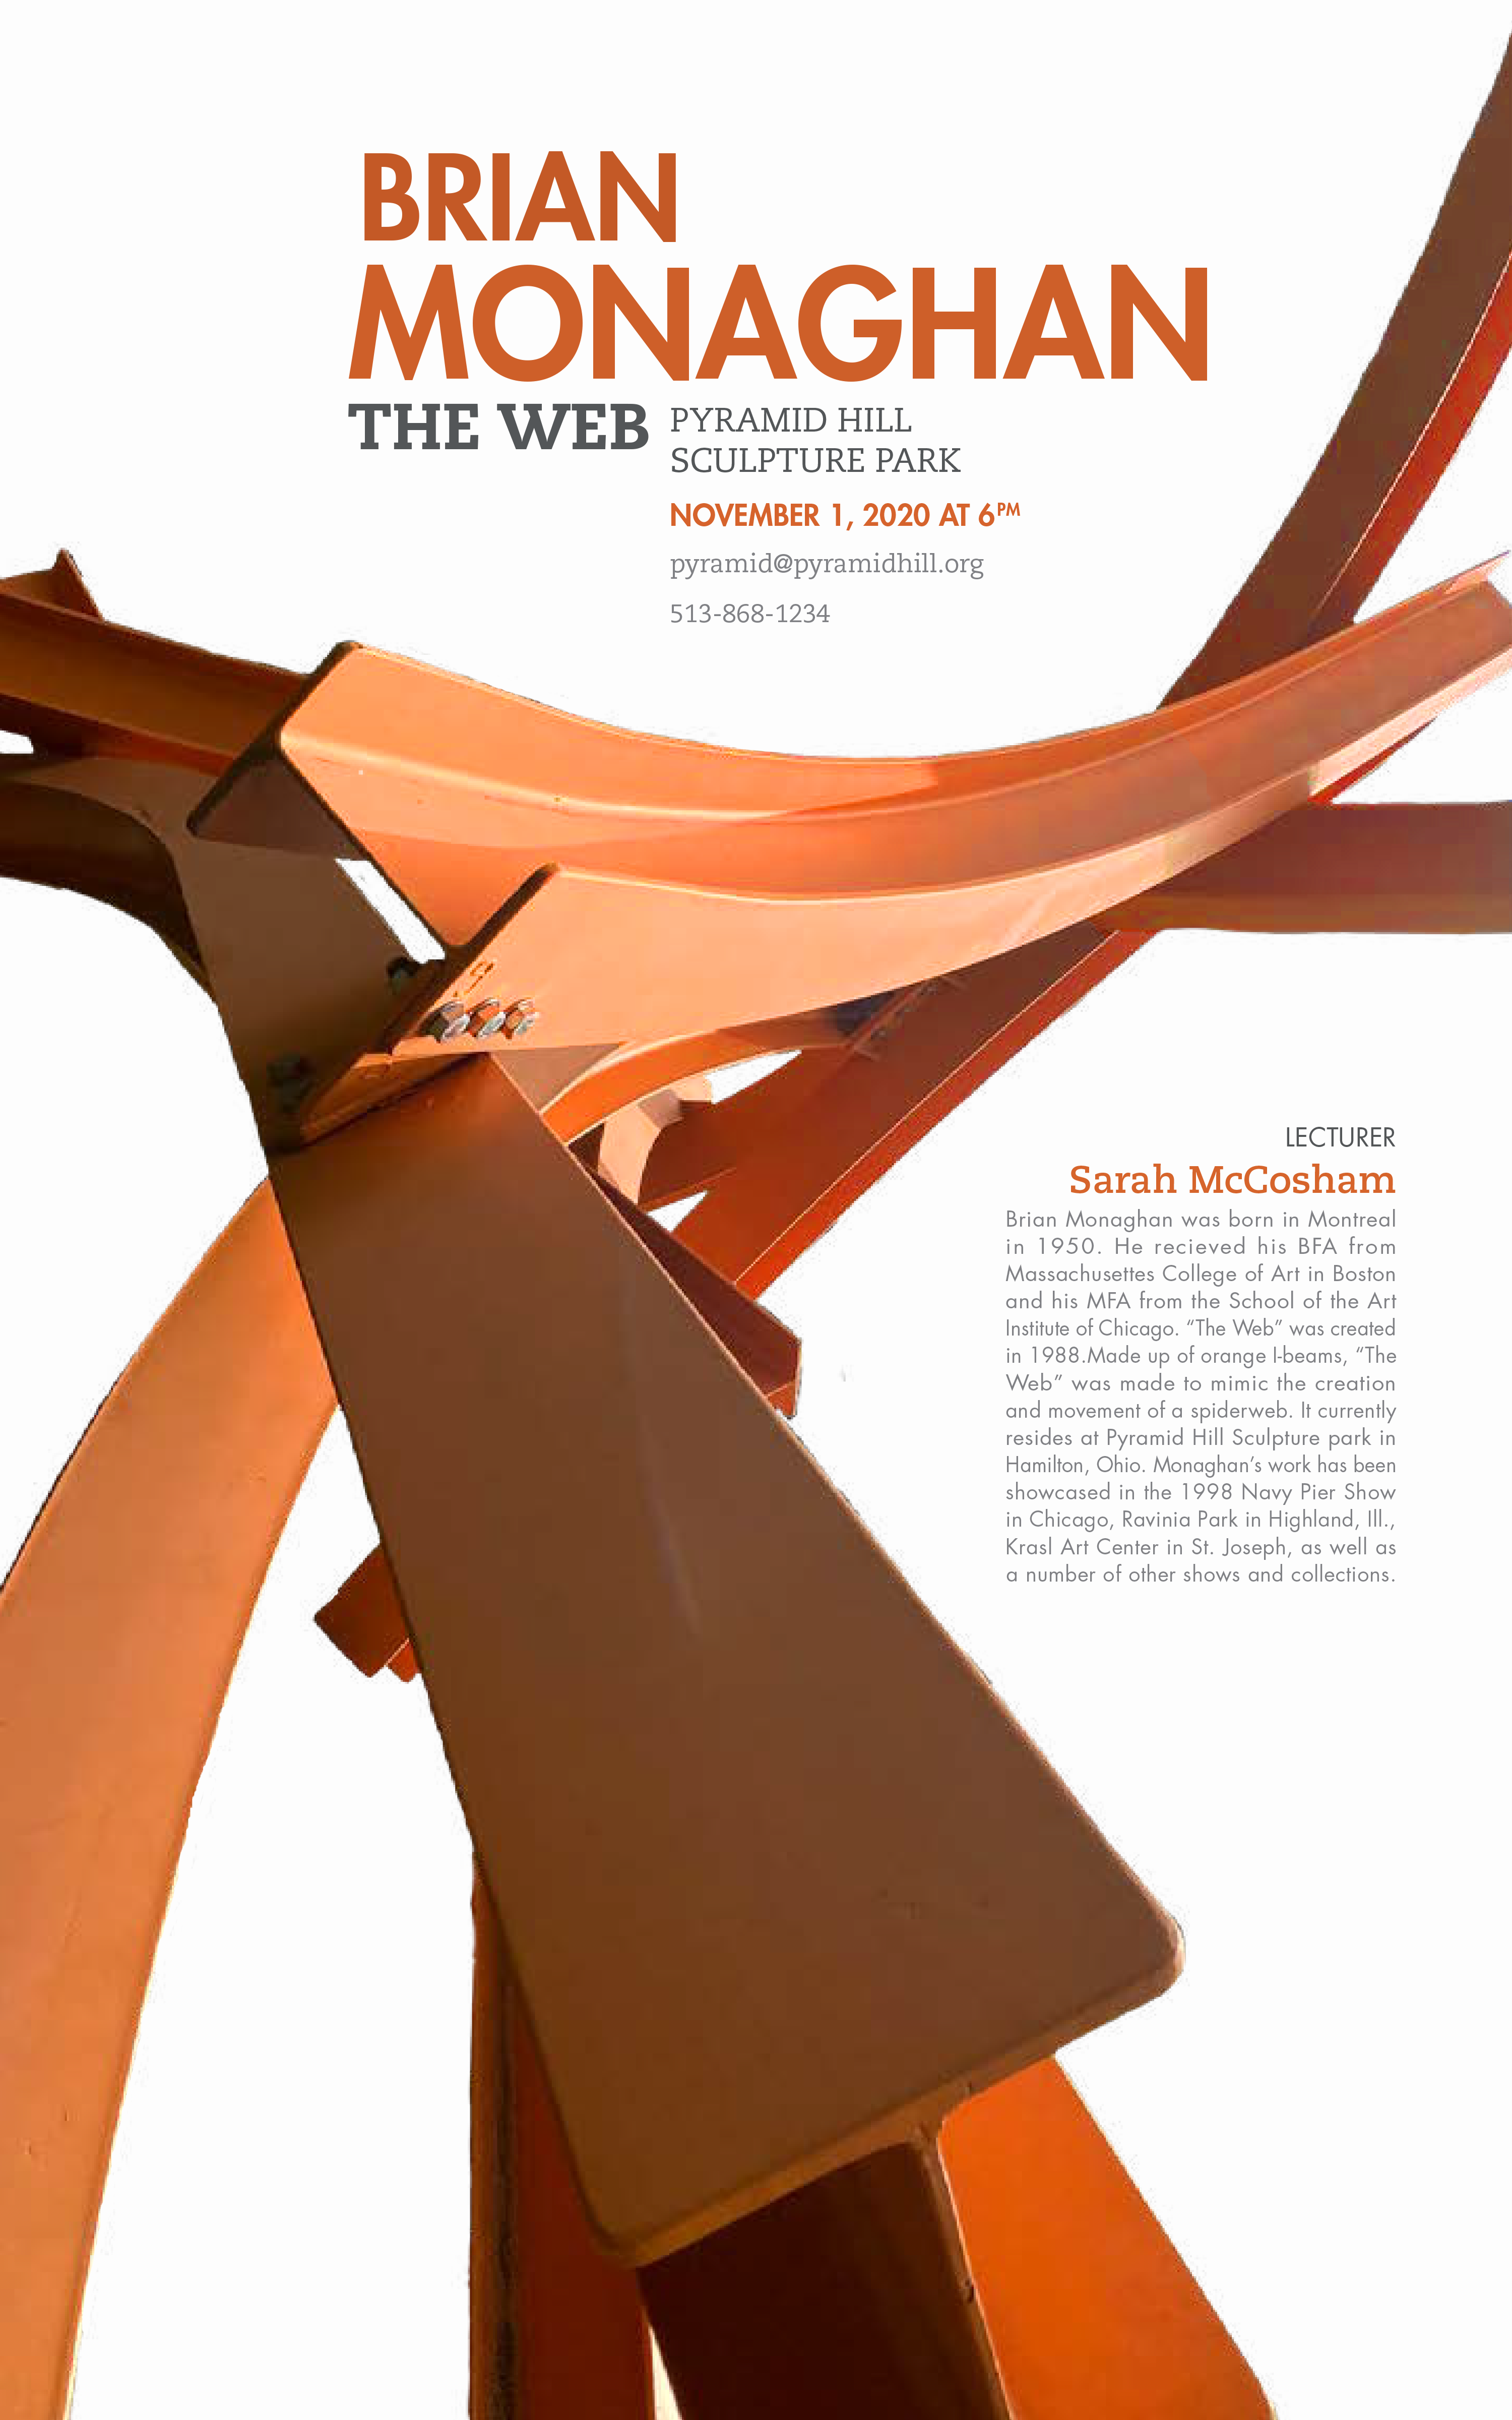 BRIAN
MONAGHAN
THE WEB
PYRAMID HILL
SCULPTURE PARK
NOVEMBER 1, 2020 AT 6PM
pyramid@pyramidhill.org
513-868-1234
LECTURER
Sarah McCosham
Brian Monaghan was born in Montreal
in 1950. He recieved his BFA from
Massachusettes College of Art in Boston
and his MFA from the School of the Art
Institute of Chicago. “The Web” was created
in 1988.Made up of orange I-beams, “The
Web” was made to mimic the creation
and movement of a spiderweb. It currently
resides at Pyramid Hill Sculpture park in
Hamilton, Ohio. Monaghan’s work has been
showcased in the 1998 Navy Pier Show
in Chicago, Ravinia Park in Highland, Ill.,
Krasl Art Center in St. Joseph, as well as
a number of other shows and collections.